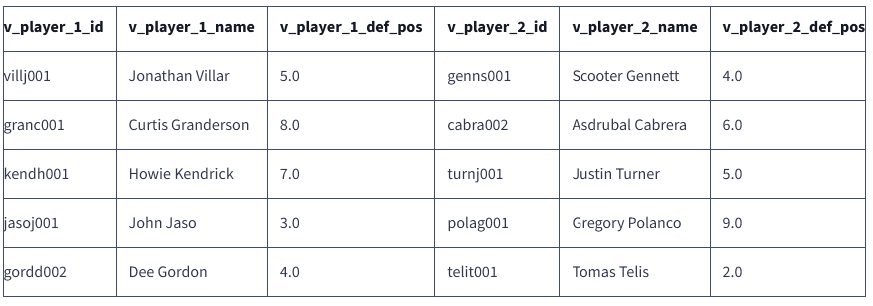 v_player_1_id v_player_1_name v_player_1_def_pos v_player_2_id v_player_2_name v_player_2_def_pos
villj001 Jonathan Villar 5.0 genns001 Scooter Gennett 4.0
granc001 Curtis Granderson 8.0 cabra002 Asdrubal Cabrera 6.0
kendh001 Howie Kendrick 7.0 turnj001 Justin Turner 5.0
jasoj001 John Jaso 3.0 polag001 Gregory Polanco 9.0
gordd002 Dee Gordon 4.0 telit001 Tomas Telis 2.0